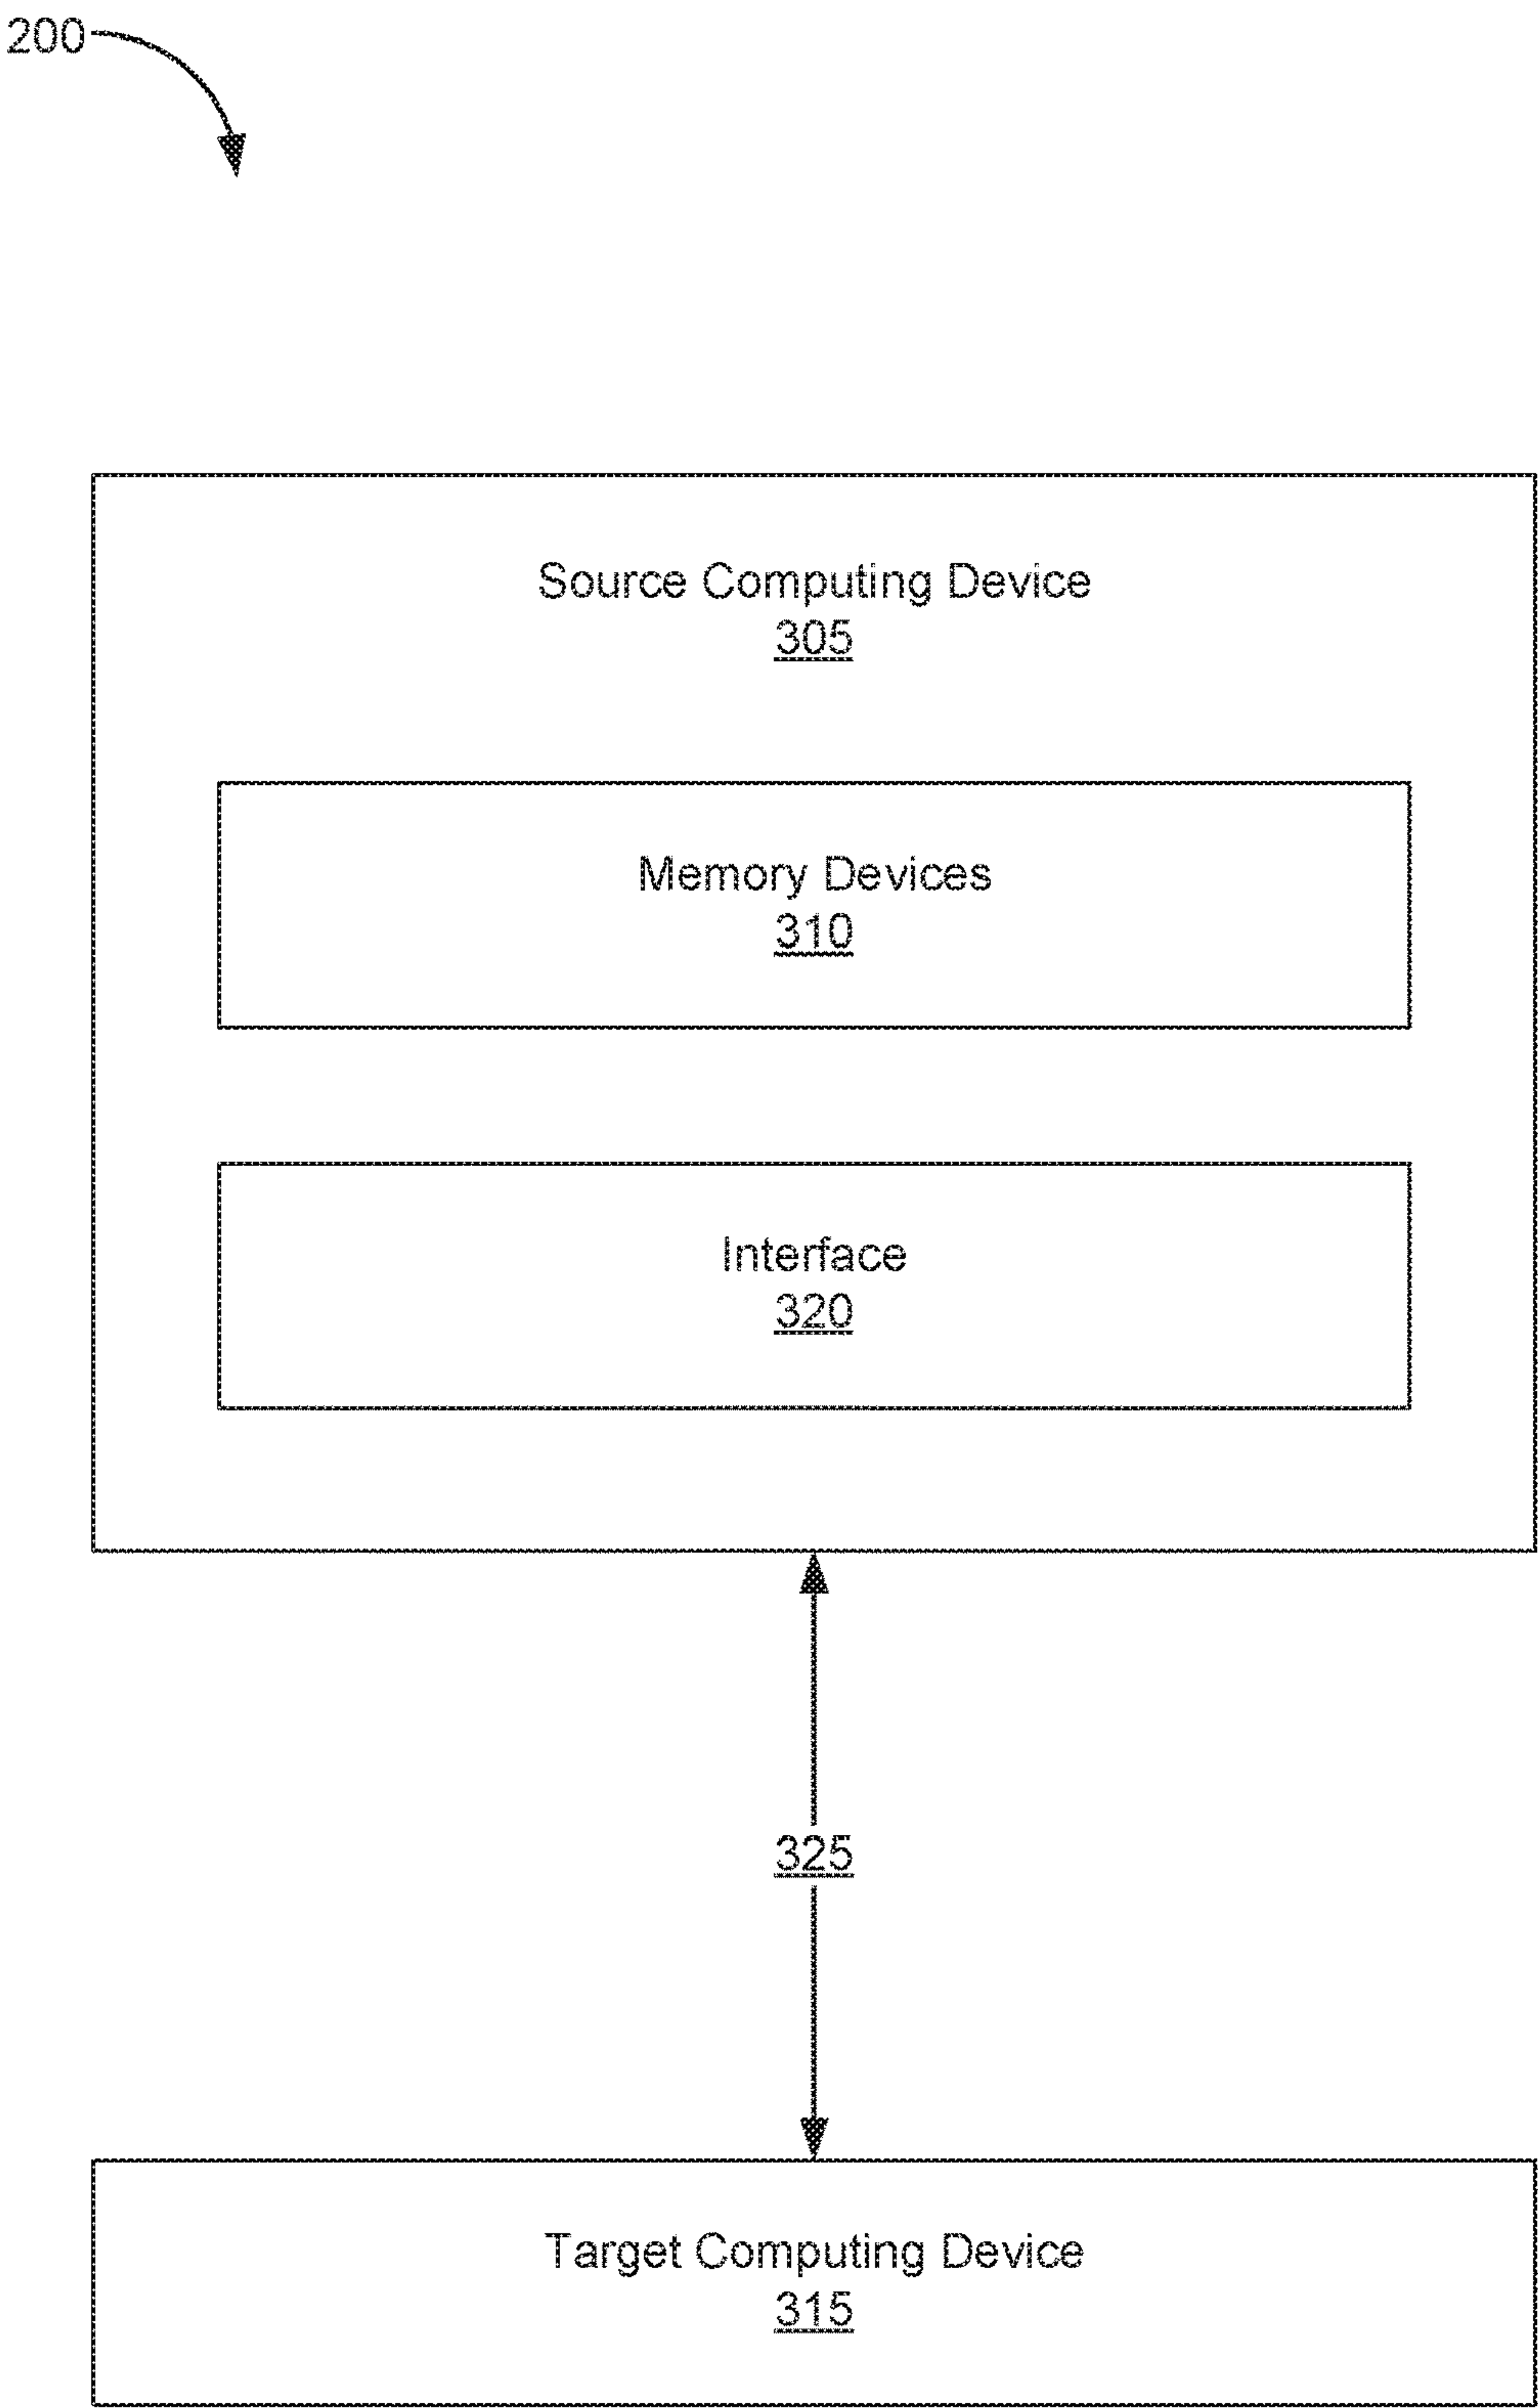 200
Source Computing Device
305
Memory Devices
310
Interface
320
325
Target Computing Device
315